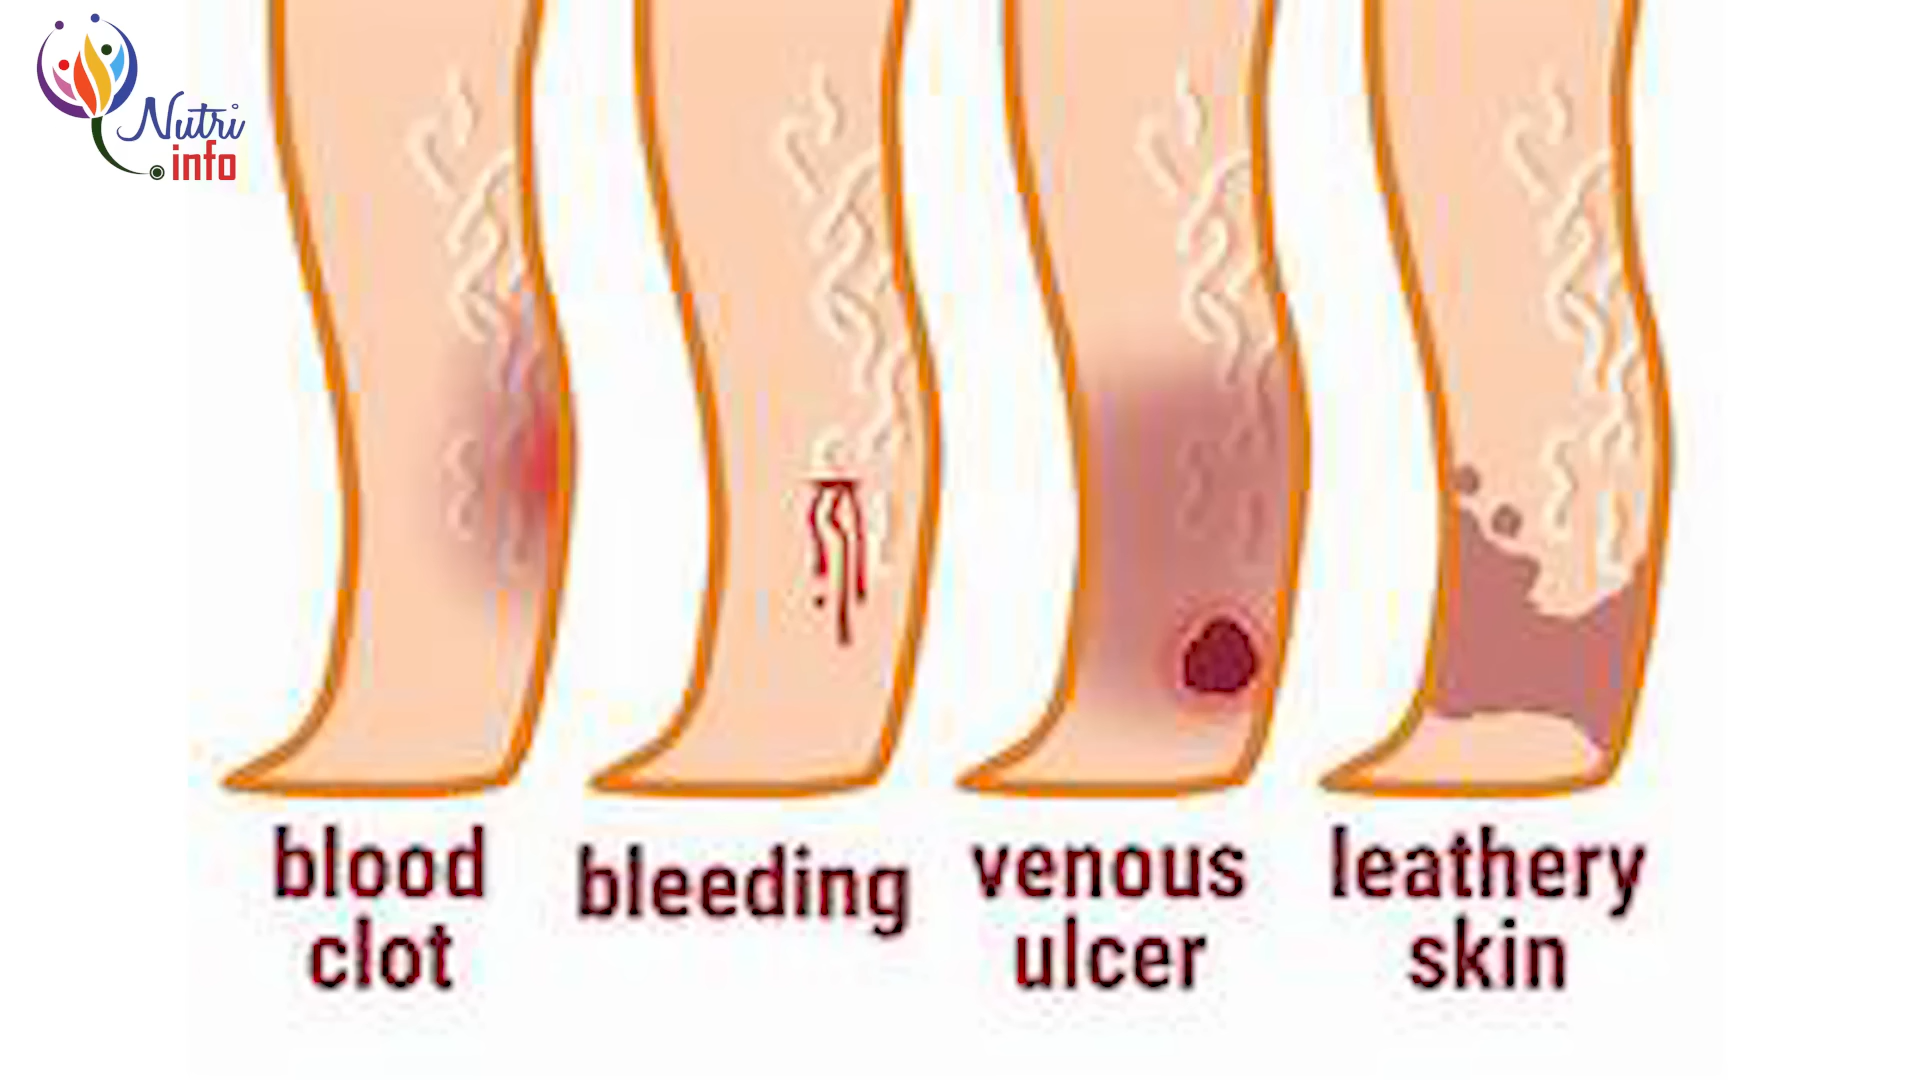 Nutri
info
blood
clot
bleeding
venous
ulcer
leathery
skin